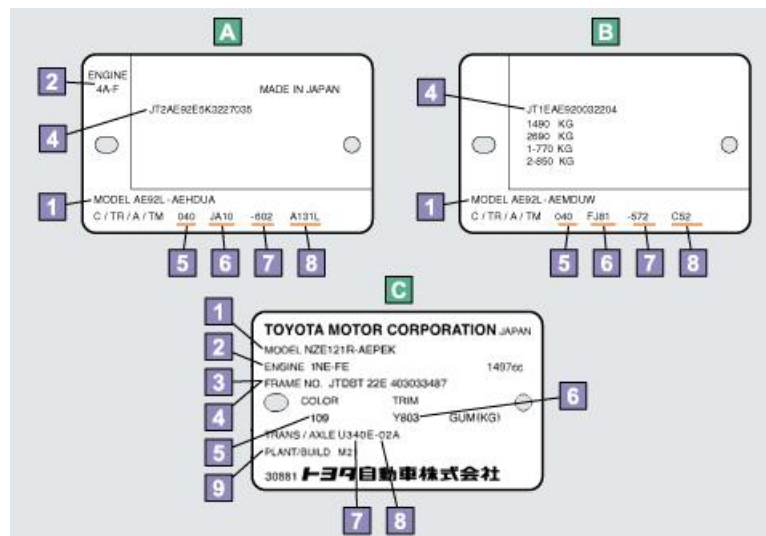 A
B
2
ENGINE
4A-F
MADE IN JAPAN
4
JT2AE92E5K3227035
1
MODEL AE92L-AEHDUA
C / TR / A / TM 040 JA10 -602 A131L
5 6 7 8
4
JT1EAE920032204
1490 KG
2690 KG
1-770 KG
2-850 KG
1
MODEL AE92L-AEMDUW
C / TR / A / TM 040 FJ81 -572 C52
5 6 7 8
C
1
TOYOTA MOTOR CORPORATION JAPAN
MODEL NZE121R-AEPEK
2
ENGINE 1NE-FE 1497cc
3
FRAME NO. JTDBT 22E 403033487
4
COLOR TRIM
6
109 Y803 GUM(KG)
5
TRANS / AXLE U340E-02A
PLANT/BUILD M21
9
30881 トヨタ自動車株式会社
7 8